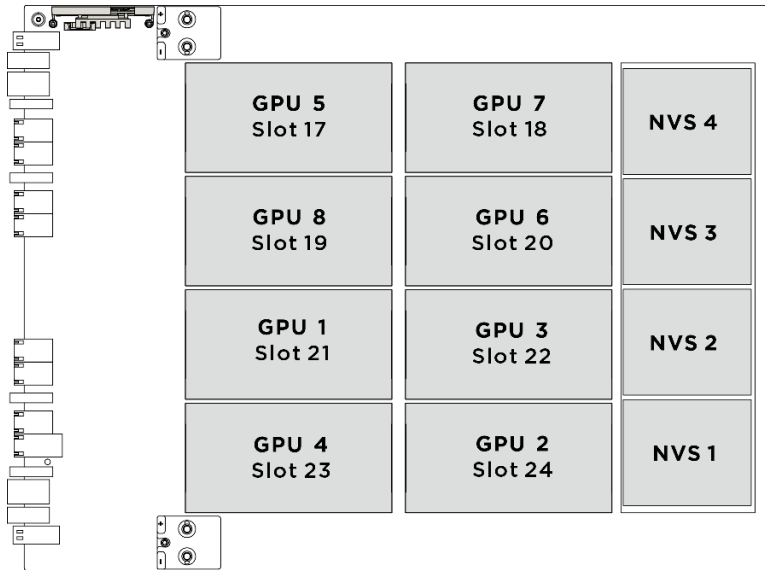 GPU 5
Slot 17
GPU 7
Slot 18
NVS 4
GPU 8
Slot 19
GPU 6
Slot 20
NVS 3
GPU 1
Slot 21
GPU 3
Slot 22
NVS 2
GPU 4
Slot 23
GPU 2
Slot 24
NVS 1